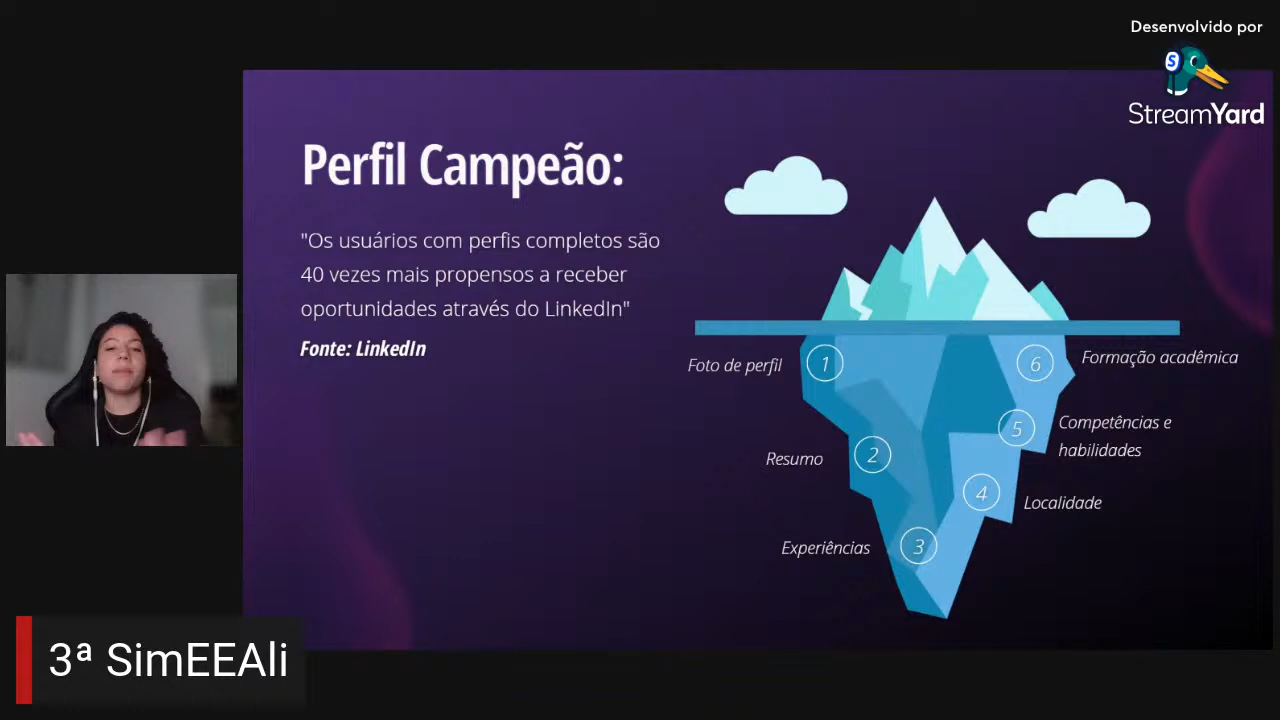 Desenvolvido por
StreamYard
Perfil Campeão:
"Os usuários com perfis completos são
40 vezes mais propensos a receber
oportunidades através do LinkedIn"
Fonte: LinkedIn
Foto de perfil
1
6
Formação acadêmica
Resumo
2
5
Competências e
habilidades
4
Localidade
Experiências
3
3ª SimEEAli